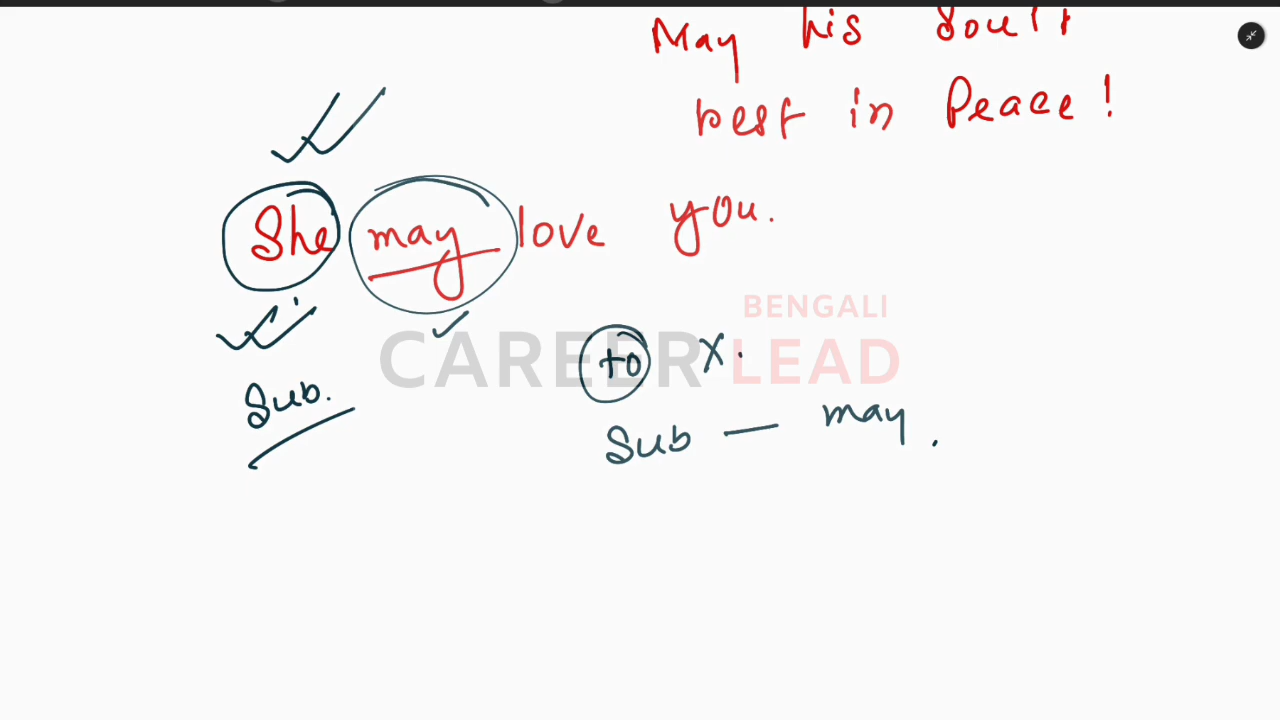 May his soul
rest in Peace!
She may love you.
BENGALI
CAREER LEAD
to X.
Sub.
Sub — may.